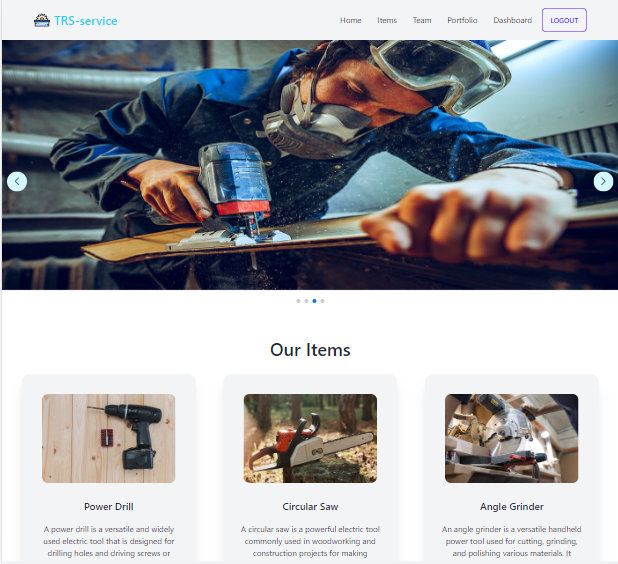 TRS-service
Home Items Team Portfolio Dashboard LOGOUT
Our Items
Power Drill
A power drill is a versatile and widely
used electric tool that is designed for
drilling holes and driving screws or
Circular Saw
A circular saw is a powerful electric tool
commonly used in woodworking and
construction projects for making
Angle Grinder
An angle grinder is a versatile handheld
power tool used for cutting, grinding,
and polishing various materials. It